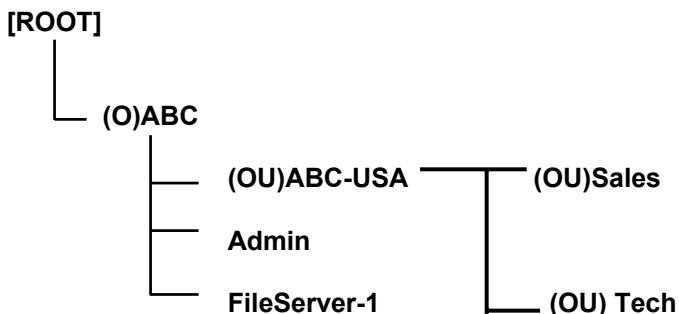 [ROOT]
(O)ABC
(OU)ABC-USA (OU)Sales
Admin
FileServer-1 (OU) Tech